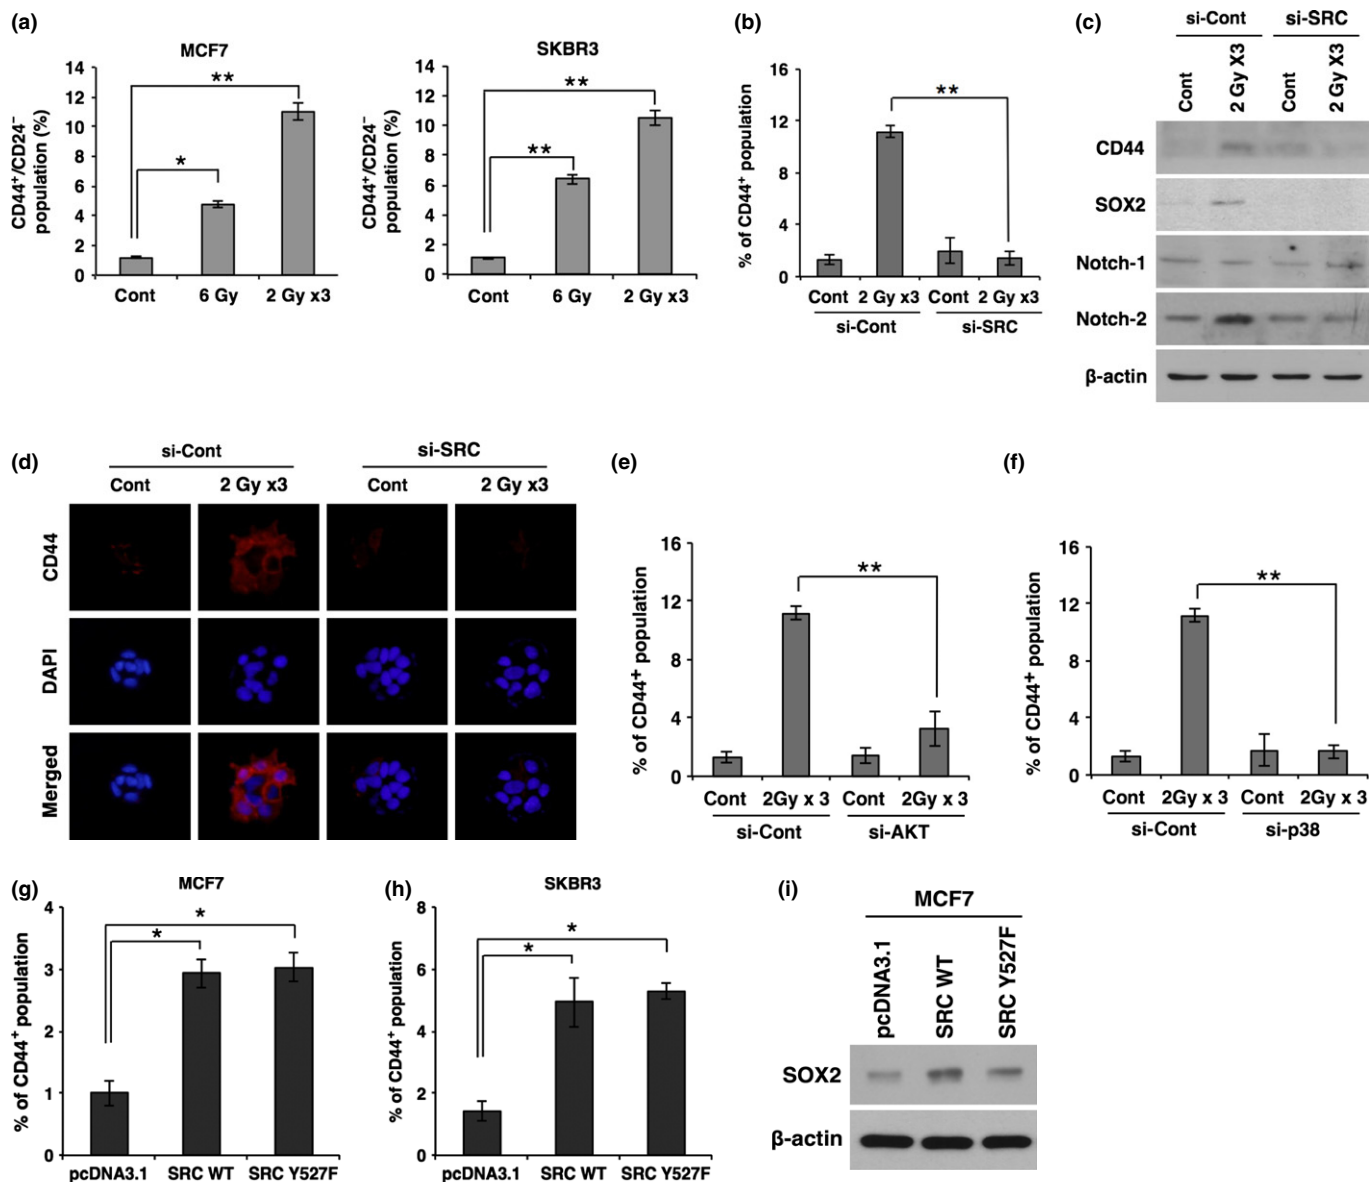 (a)
MCF7
CD44⁺/CD24⁻
population (%)
14
12
10
8
6
4
2
0
*
**
Cont 6 Gy 2 Gy x3
SKBR3
CD44⁺/CD24⁻
population (%)
14
12
10
8
6
4
2
0
**
**
Cont 6 Gy 2 Gy x3
(b)
% of CD44⁺ population
16
12
8
4
0
**
Cont 2 Gy x3 Cont 2 Gy x3
si-Cont si-SRC
(c)
si-Cont si-SRC
Cont 2 Gy X3 Cont 2 Gy X3
CD44
SOX2
Notch-1
Notch-2
β-actin
(d)
si-Cont si-SRC
Cont 2 Gy x3 Cont 2 Gy x3
CD44
DAPI
Merged
(e)
% of CD44⁺ population
16
12
8
4
0
**
Cont 2Gy x 3 Cont 2Gy x 3
si-Cont si-AKT
(f)
% of CD44⁺ population
16
12
8
4
0
**
Cont 2Gy x 3 Cont 2Gy x 3
si-Cont si-p38
(g)
MCF7
% of CD44⁺ population
4
3
2
1
0
*
*
pcDNA3.1 SRC WT SRC Y527F
(h)
SKBR3
% of CD44⁺ population
8
6
4
2
0
*
*
pcDNA3.1 SRC WT SRC Y527F
(i)
MCF7
pcDNA3.1 SRC WT SRC Y527F
SOX2
β-actin